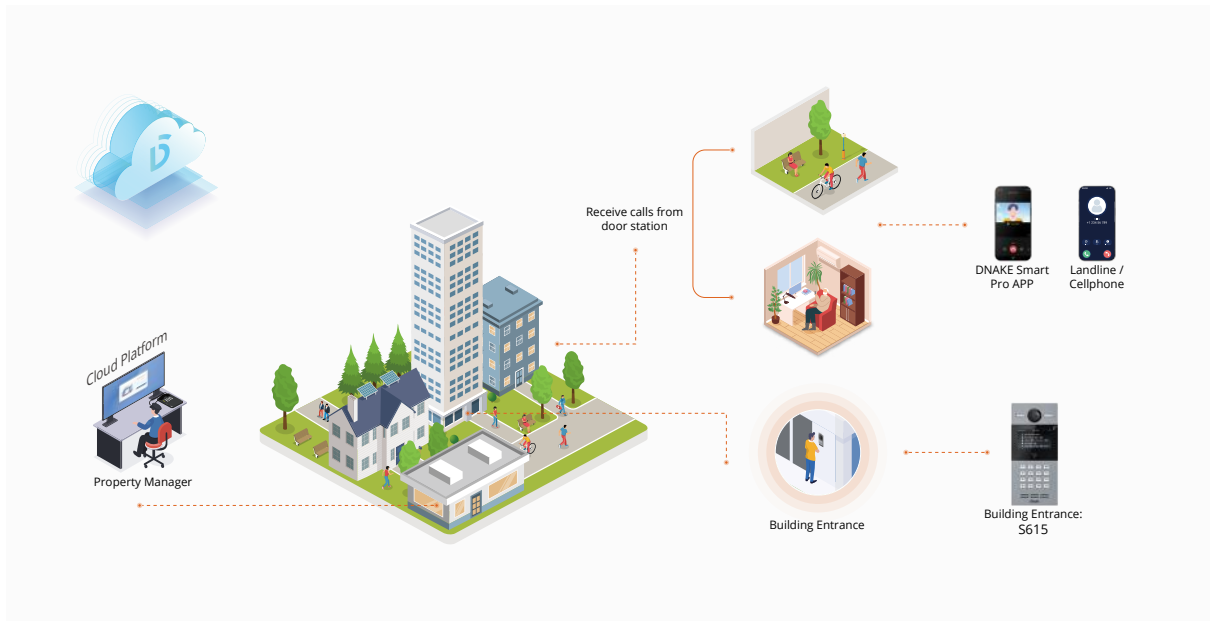 Receive calls from
door station
DNAKE Smart
Pro APP
Landline /
Cellphone
Cloud Platform
Property Manager
Building Entrance
Building Entrance:
S615